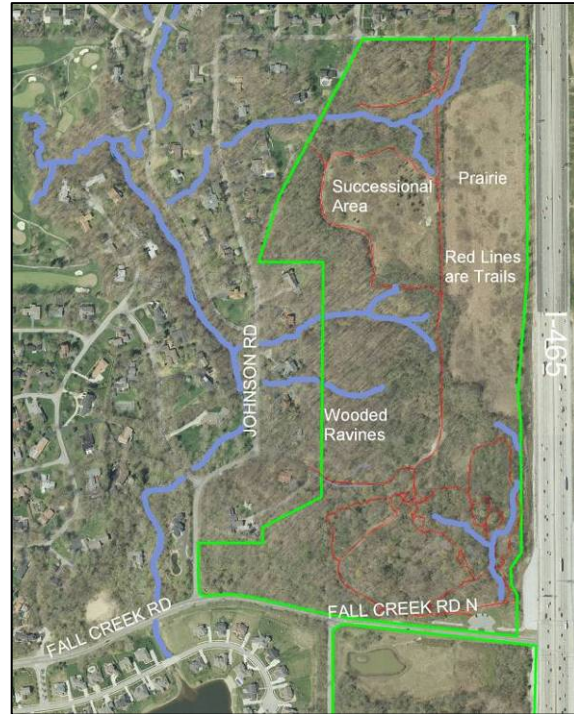 Successional
Area
Prairie
Red Lines
are Trails
I-465
JOHNSON RD
Wooded
Ravines
FALL CREEK RD
FALL CREEK RD N